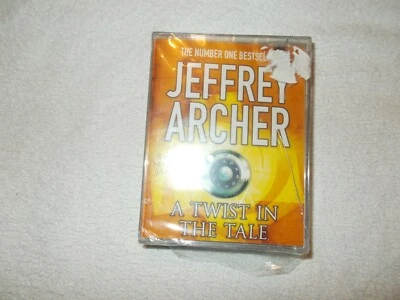 THE NUMBER ONE BESTSE
JEFFREY
ARCHER
A TWIST IN
THE TALE